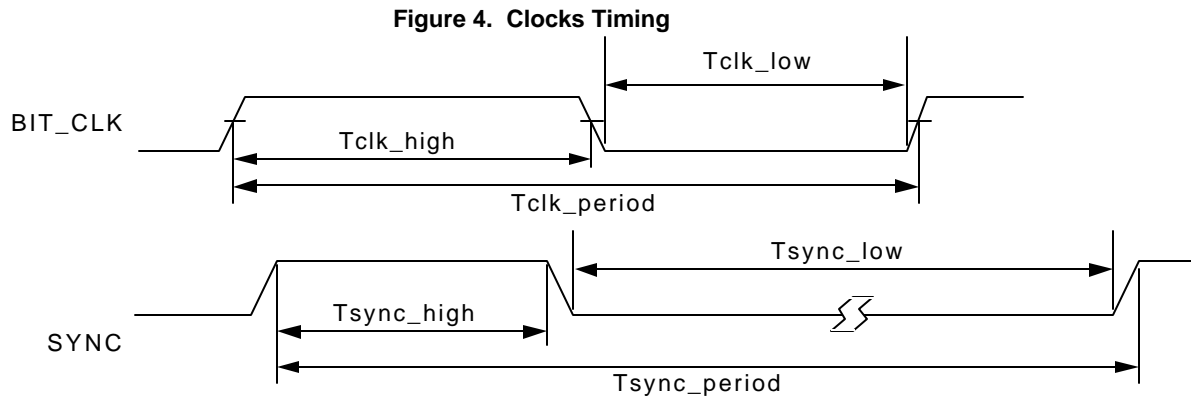 Figure 4. Clocks Timing
Tclk_low
BIT_CLK
Tclk_high
Tclk_period
Tsync_low
Tsync_high
SYNC
Tsync_period